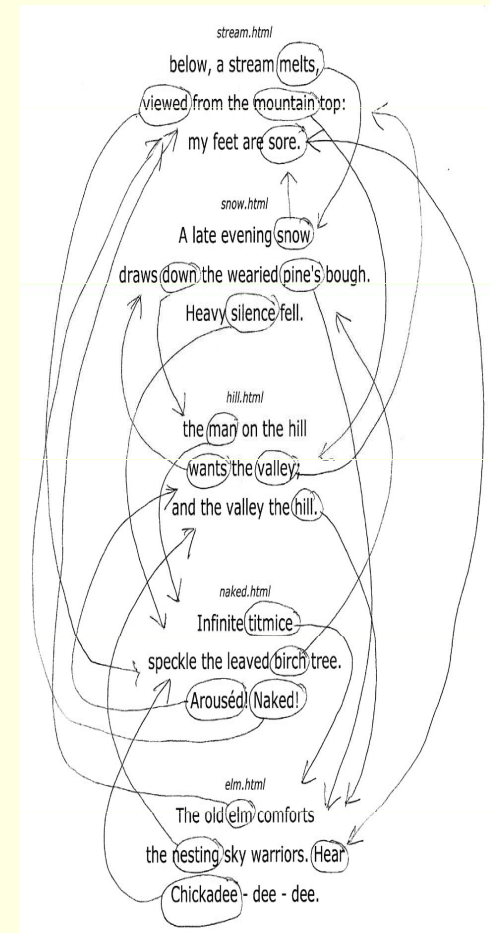 stream.html
below, a stream melts,
viewed from the mountain top:
my feet are sore.
snow.html
A late evening snow
draws down the wearied pine's bough.
Heavy silence fell.
hill.html
the man on the hill
wants the valley;
and the valley the hill.
naked.html
Infinite titmice
speckle the leaved birch tree.
Arouséd! Naked!
elm.html
The old elm comforts
the nesting sky warriors. Hear
Chickadee - dee - dee.